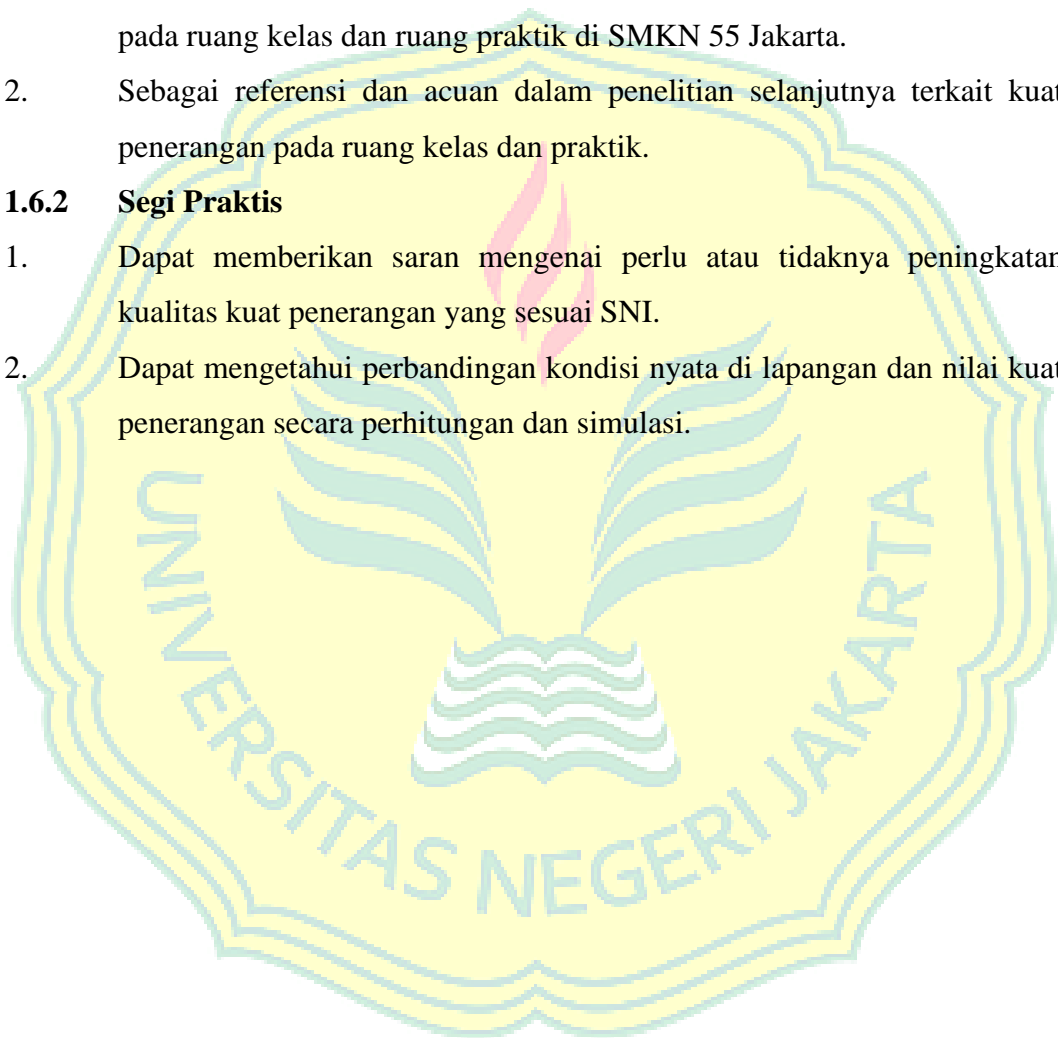 pada ruang kelas dan ruang praktik di SMKN 55 Jakarta.
2. Sebagai referensi dan acuan dalam penelitian selanjutnya terkait kuat
penerangan pada ruang kelas dan praktik.
1.6.2 Segi Praktis
1. Dapat memberikan saran mengenai perlu atau tidaknya peningkatan
kualitas kuat penerangan yang sesuai SNI.
2. Dapat mengetahui perbandingan kondisi nyata di lapangan dan nilai kuat
penerangan secara perhitungan dan simulasi.
UNIVERSITAS NEGERI JAKARTA